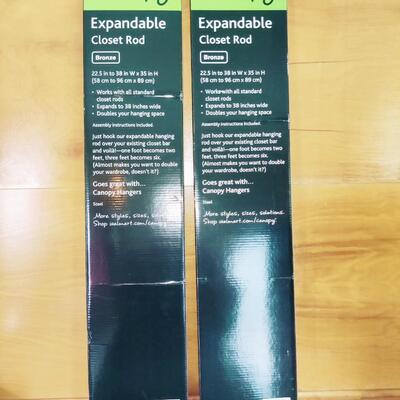 Expandable
Closet Rod
Bronze
22.5 in to 38 in W x 35 in H
(58 cm to 96 cm x 89 cm)
• Works with all standard
closet rods
• Expands to 38 inches wide
• Doubles your hanging space
Assembly instructions included.
Just hook our expandable hanging
rod over your existing closet bar
and voilà!—one foot becomes two
feet, three feet becomes six.
(Almost makes you want to double
your wardrobe, doesn't it?)
Goes great with...
Canopy Hangers
Steel
More styles, sizes, solutions.
Shop walmart.com/canopy.
Expandable
Closet Rod
Bronze
22.5 in to 38 in W x 35 in H
(58 cm to 96 cm x 89 cm)
• Works with all standard
closet rods
• Expands to 38 inches wide
• Doubles your hanging space
Assembly instructions included.
Just hook our expandable hanging
rod over your existing closet bar
and voilà!—one foot becomes two
feet, three feet becomes six.
(Almost makes you want to double
your wardrobe, doesn't it?)
Goes great with...
Canopy Hangers
Steel
More styles, sizes, solutions.
Shop walmart.com/canopy.